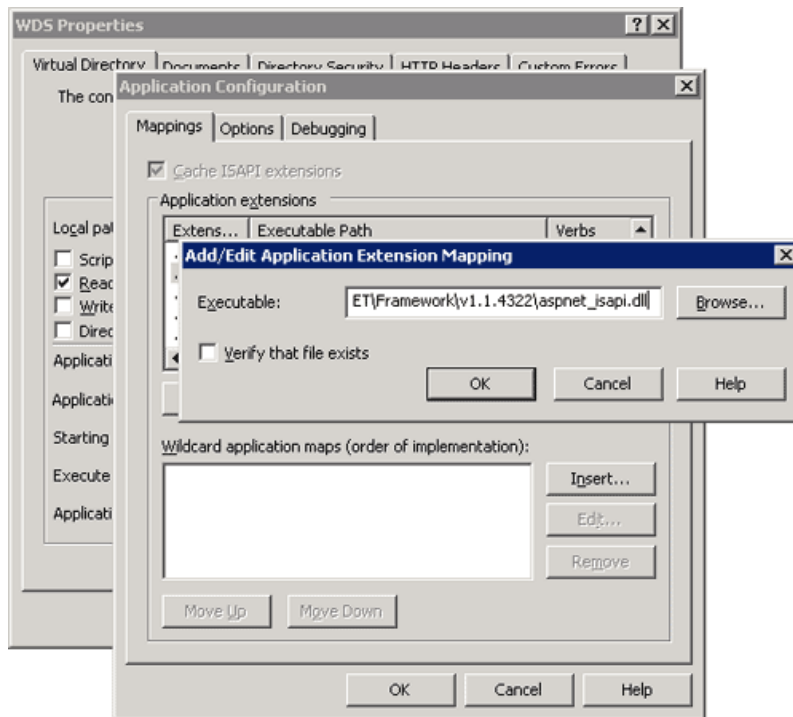 WDS Properties
Virtual Directory Documents Directory Security HTTP Headers Custom Errors
The con
Application Configuration
Mappings Options Debugging
Cache ISAPI extensions
Application extensions
Extens... Executable Path Verbs
Local pat
Scrip
Read
Write
Direc
Applicati
Applicatio
Starting
Execute
Applicati
Add/Edit Application Extension Mapping
Executable: ET\Framework\v1.1.4322\aspnet_isapi.dll Browse...
Verify that file exists
OK Cancel Help
Wildcard application maps (order of implementation):
Insert...
Edit...
Remove
Move Up Move Down
OK Cancel Help